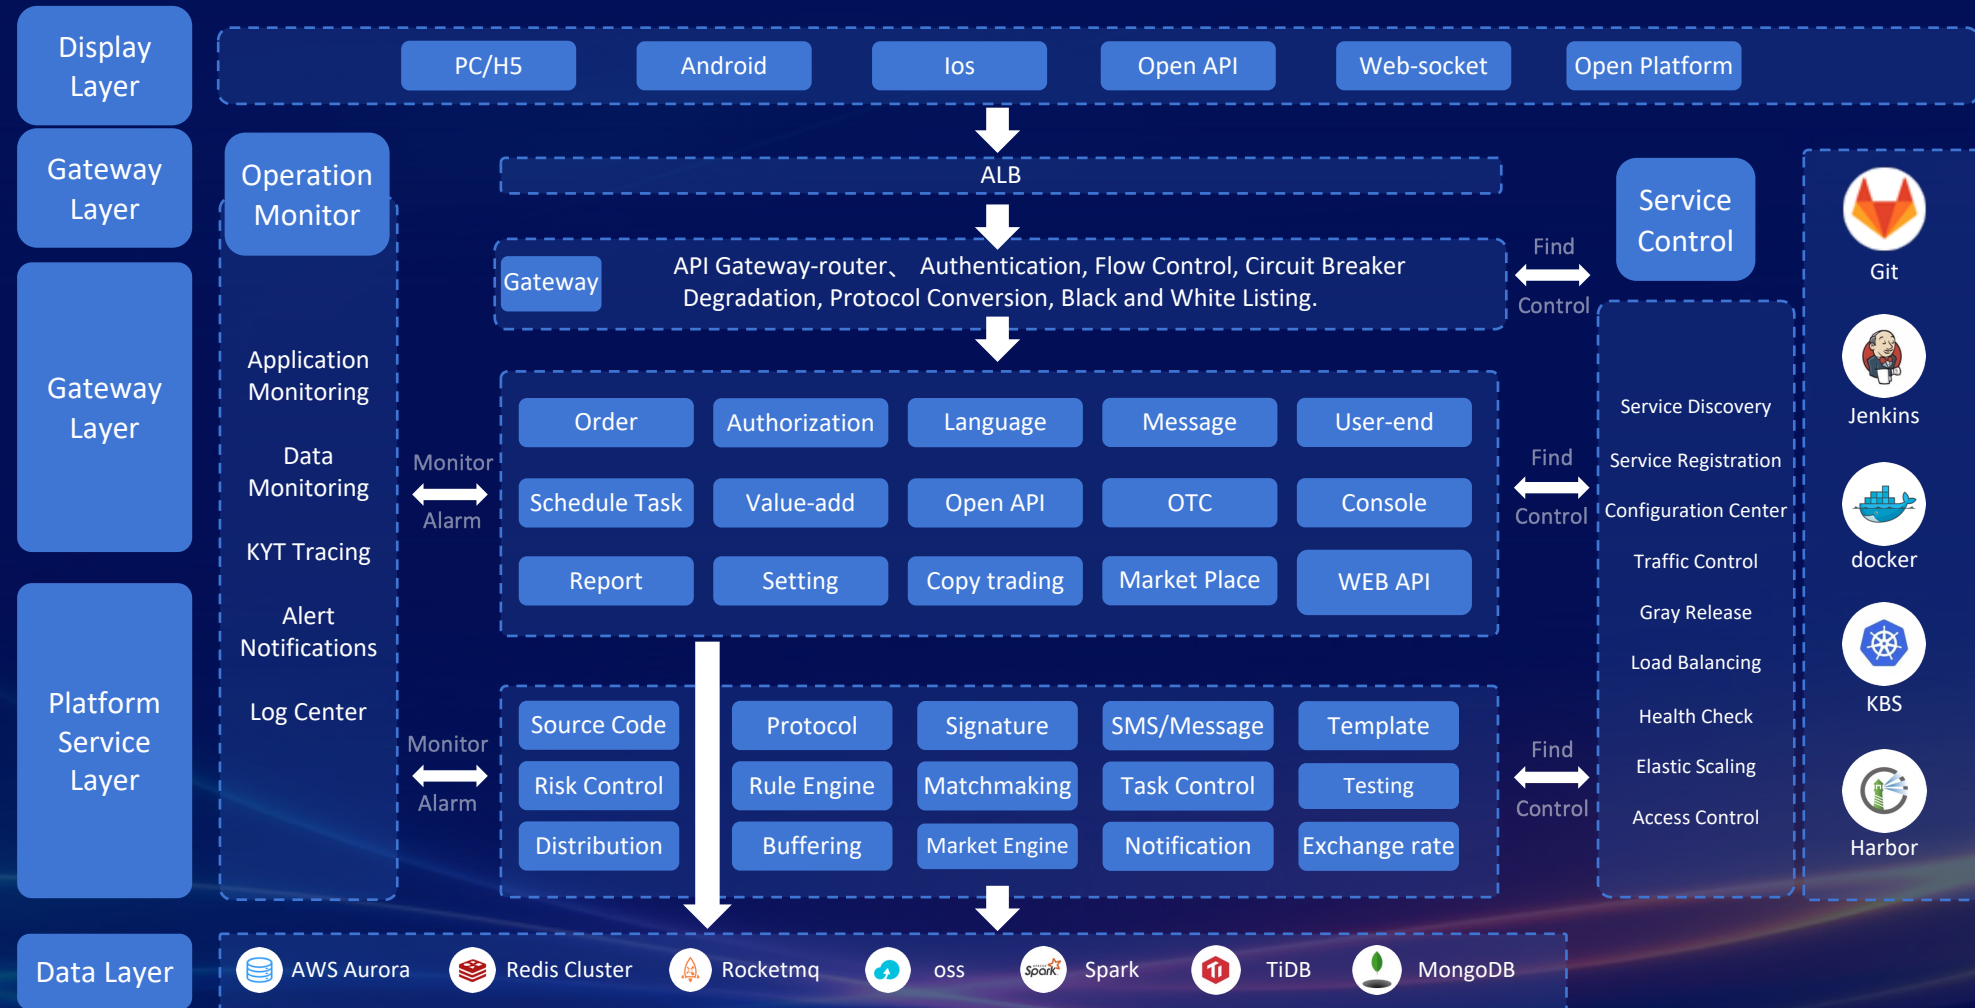 Display
Layer
PC/H5
Android
Ios
Open API
Web-socket
Open Platform
Gateway
Layer
Operation
Monitor
ALB
Service
Control
Git
Gateway
API Gateway-router、 Authentication, Flow Control, Circuit Breaker
Degradation, Protocol Conversion, Black and White Listing.
Find
Control
Gateway
Layer
Application
Monitoring
Data
Monitoring
KYT Tracing
Alert
Notifications
Log Center
Monitor
Alarm
Order
Authorization
Language
Message
User-end
Schedule Task
Value-add
Open API
OTC
Console
Report
Setting
Copy trading
Market Place
WEB API
Find
Control
Service Discovery
Service Registration
Configuration Center
Traffic Control
Gray Release
Load Balancing
Health Check
Elastic Scaling
Access Control
Jenkins
docker
KBS
Harbor
Platform
Service
Layer
Monitor
Alarm
Source Code
Protocol
Signature
SMS/Message
Template
Risk Control
Rule Engine
Matchmaking
Task Control
Testing
Distribution
Buffering
Market Engine
Notification
Exchange rate
Find
Control
Data Layer
AWS Aurora
Redis Cluster
Rocketmq
oss
Spark
Spark
TiDB
MongoDB